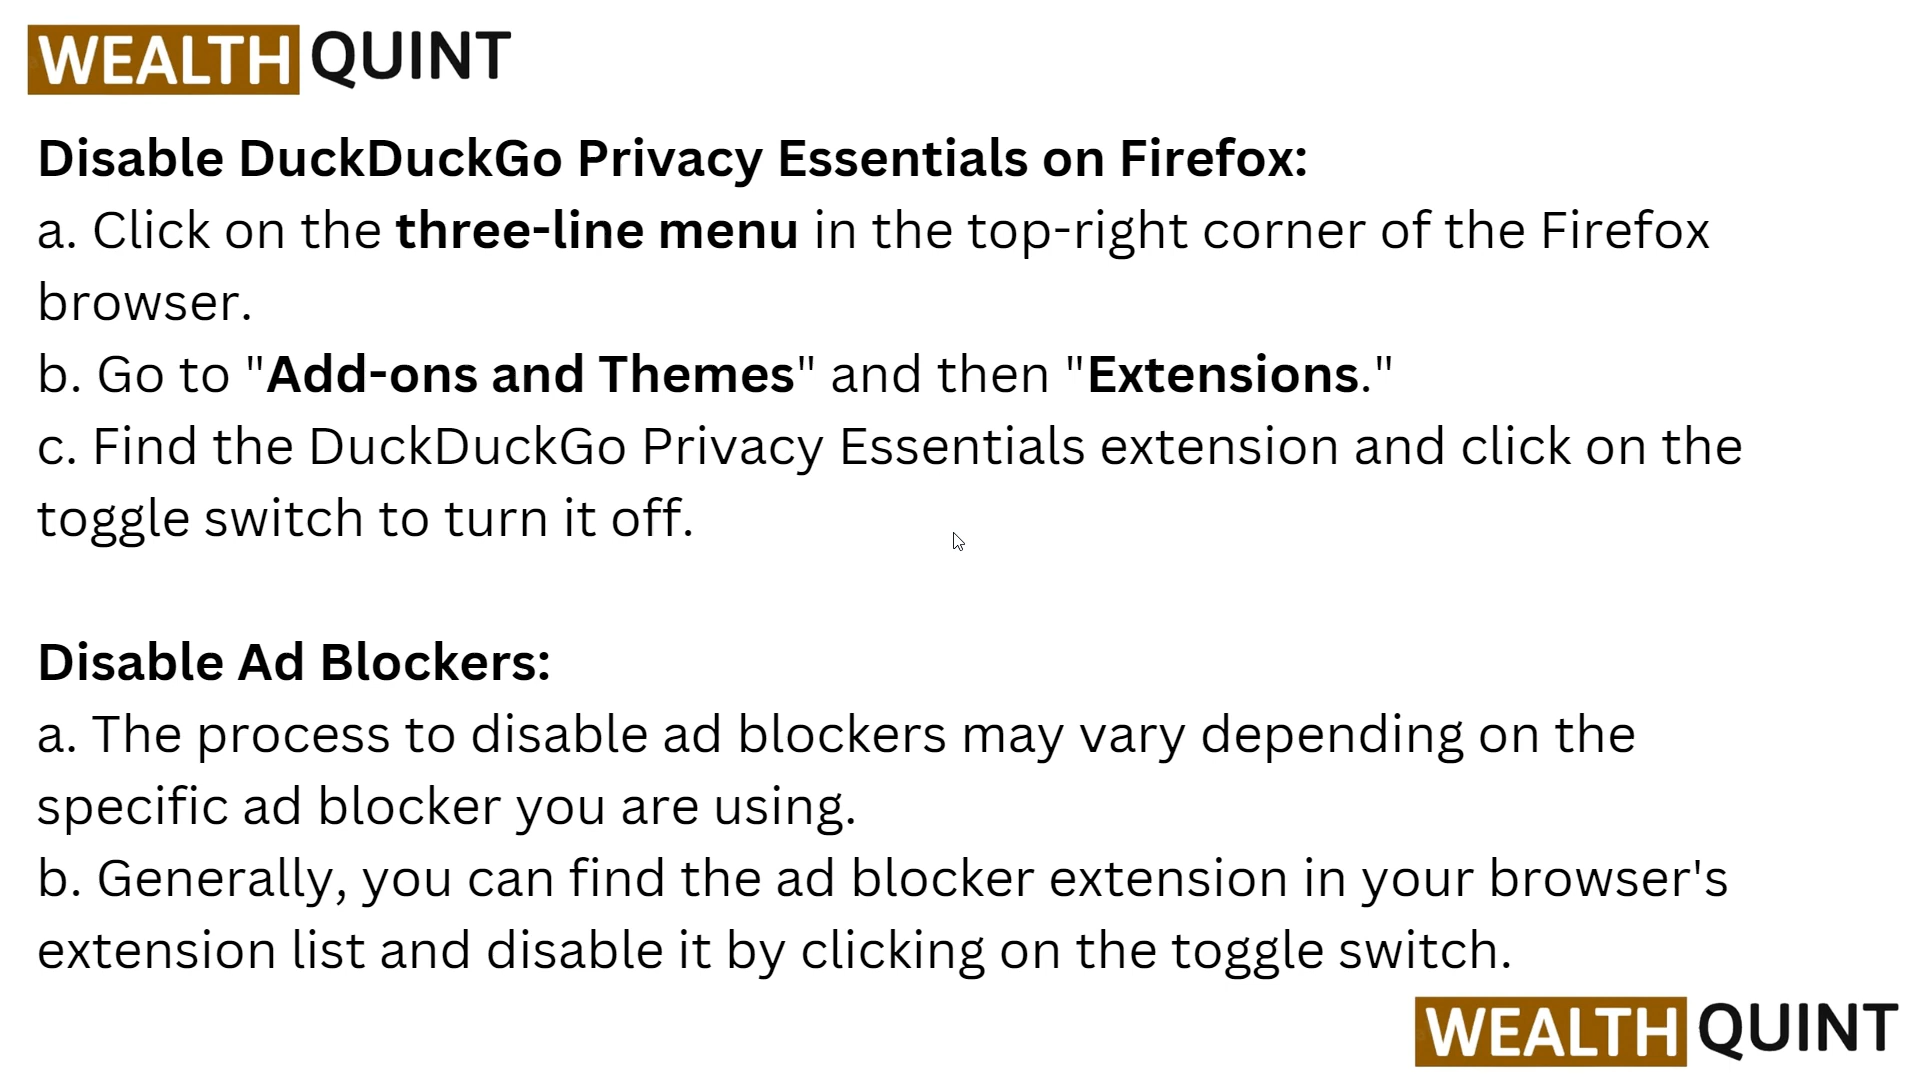 WEALTH QUINT
Disable DuckDuckGo Privacy Essentials on Firefox:
a. Click on the three-line menu in the top-right corner of the Firefox
browser.
b. Go to "Add-ons and Themes" and then "Extensions."
c. Find the DuckDuckGo Privacy Essentials extension and click on the
toggle switch to turn it off.
Disable Ad Blockers:
a. The process to disable ad blockers may vary depending on the
specific ad blocker you are using.
b. Generally, you can find the ad blocker extension in your browser's
extension list and disable it by clicking on the toggle switch.
WEALTH QUINT